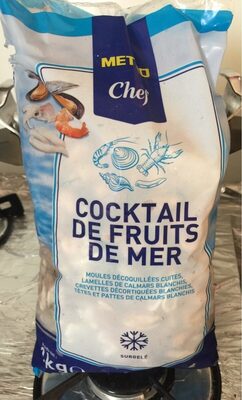 METRO
Chef
COCKTAIL
DE FRUITS
DE MER
MOULES DÉCOQUILLÉES CUITES,
LAMELLES DE CALMARS BLANCHIS,
CREVETTES DÉCORTIQUÉES BLANCHIES,
TÊTES ET PATTES DE CALMARS BLANCHIS
SURGELÉ